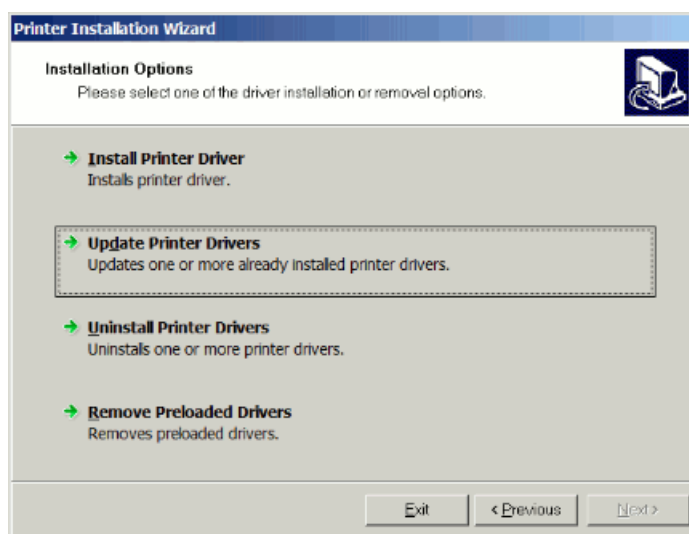 Printer Installation Wizard
Installation Options
Please select one of the driver installation or removal options.
Install Printer Driver
Installs printer driver.
Update Printer Drivers
Updates one or more already installed printer drivers.
Uninstall Printer Drivers
Uninstalls one or more printer drivers.
Remove Preloaded Drivers
Removes preloaded drivers.
Exit
< Previous
Next >